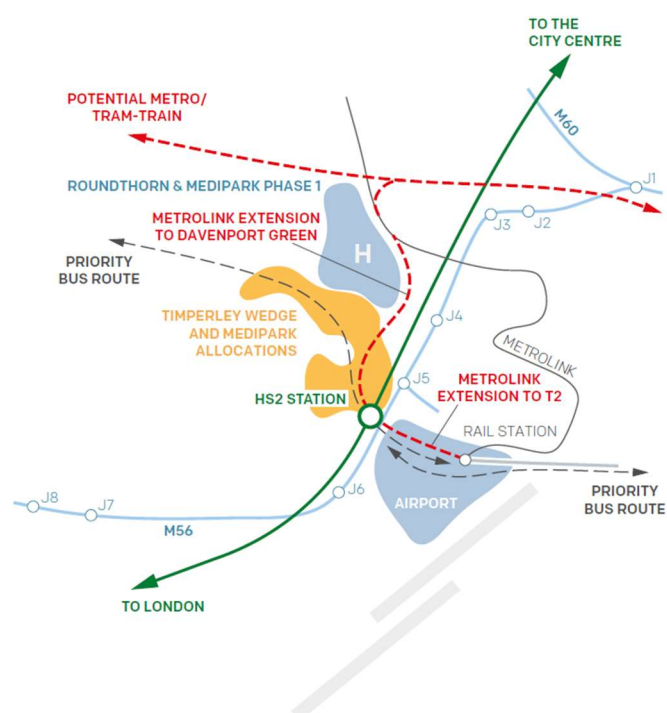 TO THE
CITY CENTRE
POTENTIAL METRO/
TRAM-TRAIN
M60
J1
ROUNDTHORN & MEDIPARK PHASE 1
J3
J2
METROLINK EXTENSION
TO DAVENPORT GREEN
H
PRIORITY
BUS ROUTE
TIMPERLEY WEDGE
AND MEDIPARK
ALLOCATIONS
J4
METROLINK
J5
METROLINK
EXTENSION TO T2
HS2 STATION
RAIL STATION
J8
J7
J6
AIRPORT
PRIORITY
BUS ROUTE
M56
TO LONDON